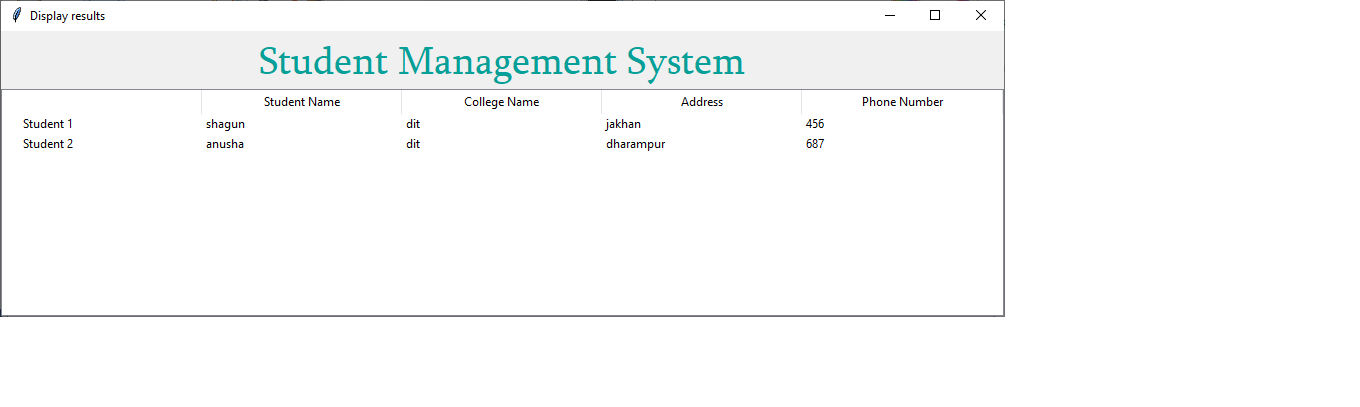 Display results
Student Management System
Student Name College Name Address Phone Number
Student 1 shagun dit jakhan 456
Student 2 anusha dit dharampur 687